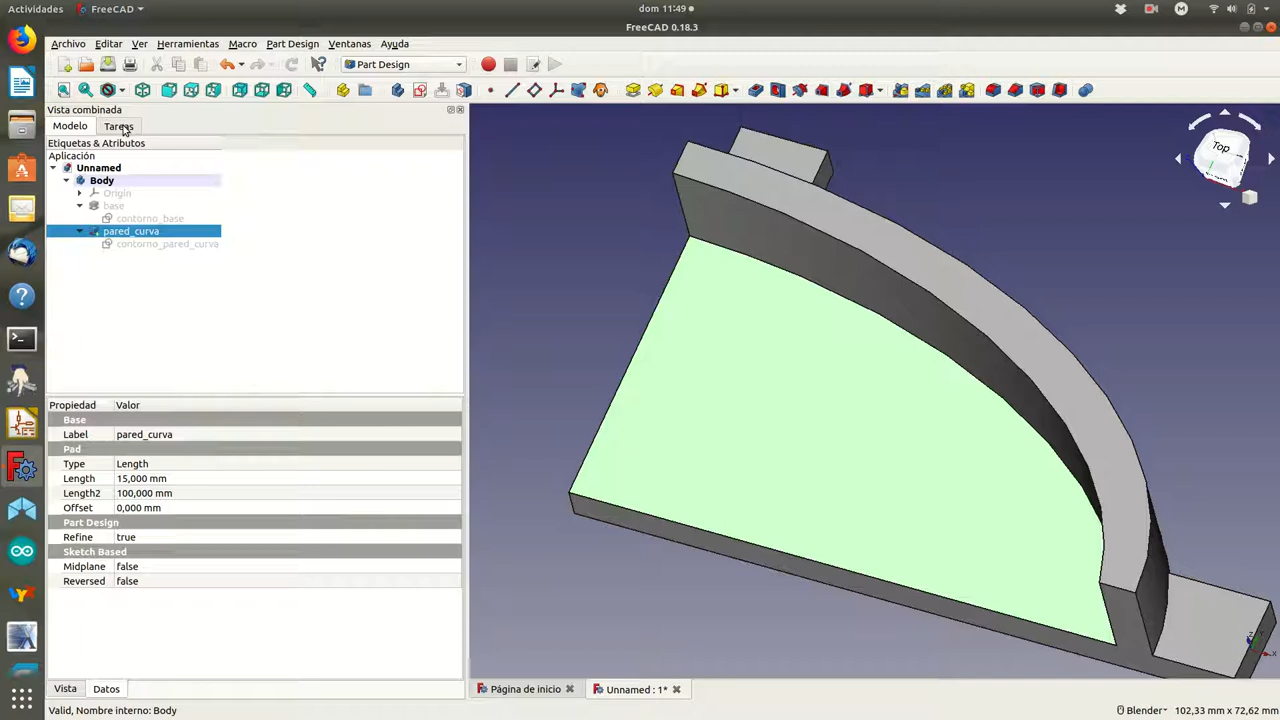 Actividades
FreeCAD
dom 11:49
FreeCAD 0.18.3
Archivo Editar Ver Herramientas Macro Part Design Ventanas Ayuda
Part Design
Vista combinada
Modelo Tareas
Etiquetas & Atributos
Aplicación
Unnamed
Body
Origin
base
contorno_base
pared_curva
contorno_pared_curva
Top
Propiedad Valor
Base
Label pared_curva
Pad
Type Length
Length 15,000 mm
Length2 100,000 mm
Offset 0,000 mm
Part Design
Refine true
Sketch Based
Midplane false
Reversed false
Vista Datos
Página de inicio
Unnamed : 1*
Valid, Nombre interno: Body
Blender
102,33 mm x 72,62 mm